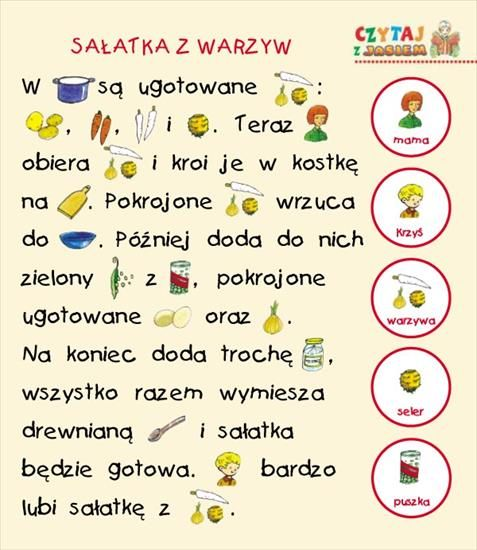 CZYTAJ
Z JASIEM
SAŁATKA Z WARZYW
W są ugotowane :
, , i . Teraz
obiera i kroi je w kostkę
na . Pokrojone wrzuca
do . Później doda do nich
zielony z , pokrojone
ugotowane oraz .
Na koniec doda trochę ,
wszystko razem wymiesza
drewnianą i sałatka
będzie gotowa. bardzo
lubi sałatkę z .
mama
Krzyś
warzywa
seler
puszka